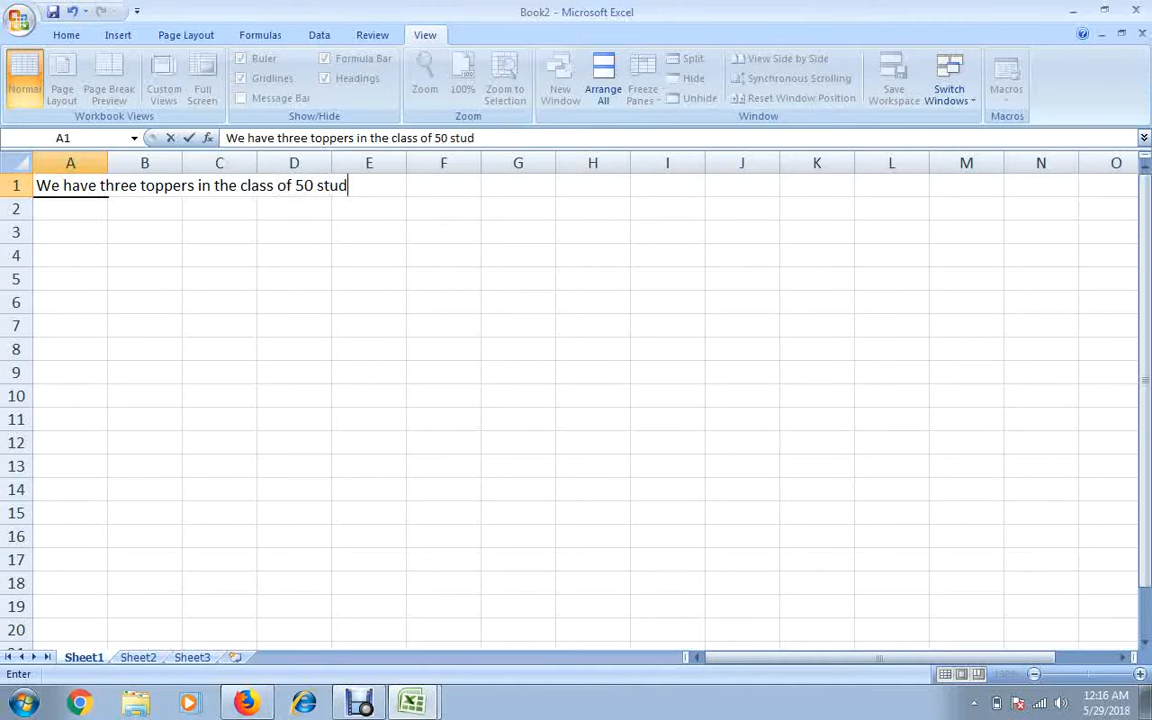 Book2 - Microsoft Excel
Home Insert Page Layout Formulas Data Review View
Normal Page Layout Page Break Preview Custom Views Full Screen
Workbook Views
Ruler Formula Bar
Gridlines Headings
Message Bar
Show/Hide
Zoom 100% Zoom to Selection
Zoom
New Window Arrange All Freeze Panes
Split
Hide
Unhide
View Side by Side
Synchronous Scrolling
Reset Window Position
Save Workspace Switch Windows
Window
Macros
Macros
A1 fx We have three toppers in the class of 50 stud
A B C D E F G H I J K L M N O
1 We have three toppers in the class of 50 stud
2
3
4
5
6
7
8
9
10
11
12
13
14
15
16
17
18
19
20
Sheet1 Sheet2 Sheet3
Enter
12:16 AM
5/29/2018